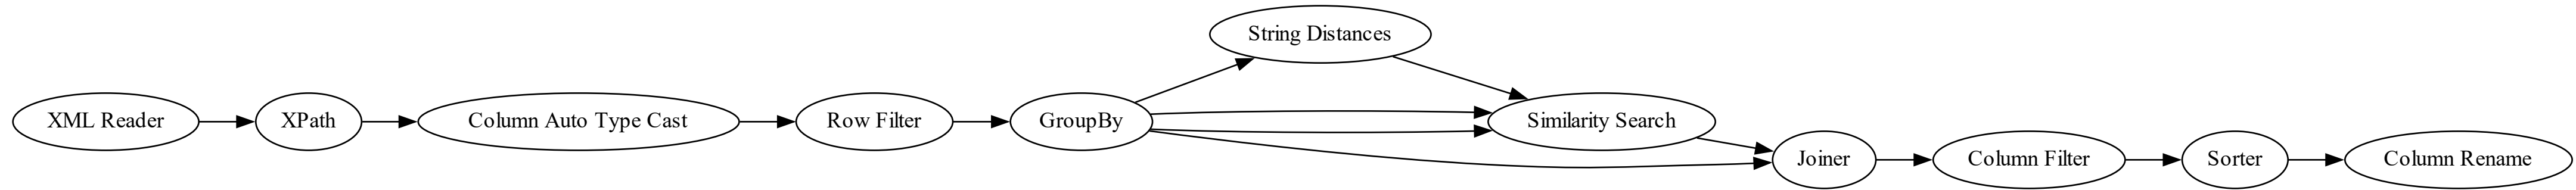 XML Reader
XPath
Column Auto Type Cast
Row Filter
GroupBy
String Distances
Similarity Search
Joiner
Column Filter
Sorter
Column Rename